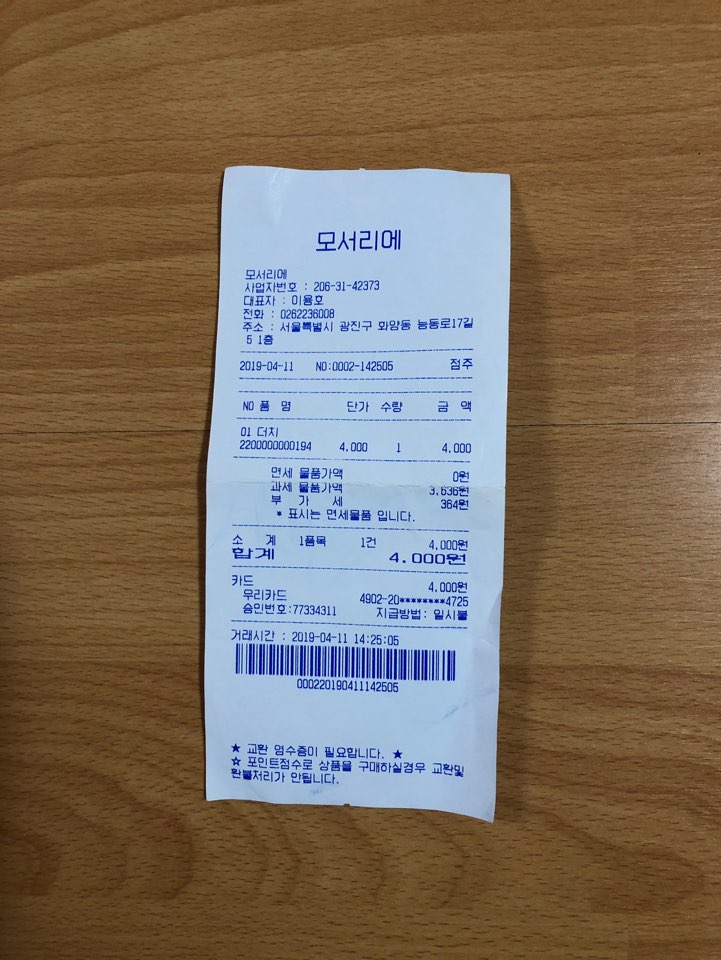 모서리에
모서리에
사업자번호 : 206-31-42373
대표자 : 이용호
전화 : 0262236008
주소 : 서울특별시 광진구 화양동 능동로17길
5 1층
2019-04-11 NO:0002-142505 점주
NO 품 명 단가 수량 금 액
01 더치
2200000000194 4,000 1 4,000
면세 물품가액 0원
과세 물품가액 3,636원
부 가 세 364원
* 표시는 면세물품 입니다.
소 계 1품목 1건 4,000원
합계 4,000원
카드 4,000원
우리카드 4902-20********4725
승인번호:77334311 지급방법: 일시불
거래시간 : 2019-04-11 14:25:05
000220190411142505
★ 교환 영수증이 필요합니다. ★
☆ 포인트점수로 상품을 구매하실경우 교환및
환불처리가 안됩니다.